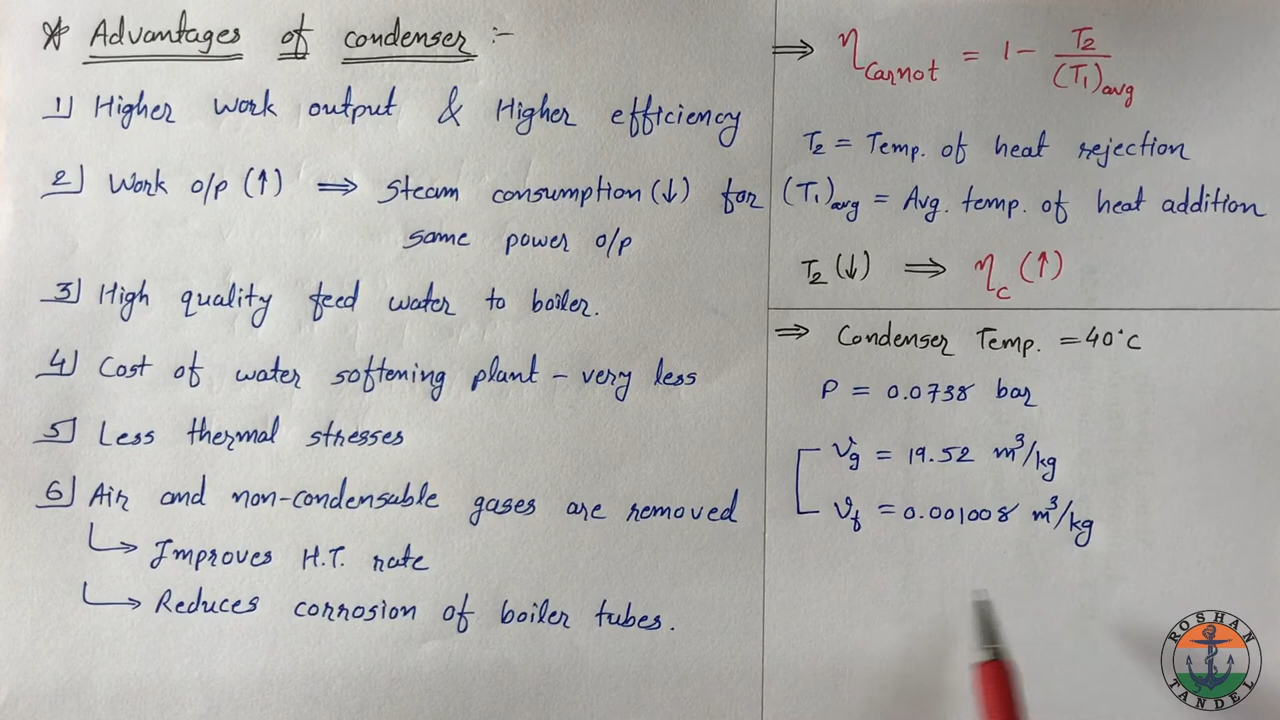 * Advantages of condenser :-
1) Higher work output & Higher efficiency
2) Work o/p (↑) ⇒ Steam consumption (↓) for
same power o/p
3) High quality feed water to boiler.
4) Cost of water softening plant - very less
5) Less thermal stresses
6) Air and non-condensable gases are removed
↳ Improves H.T. rate
↳ Reduces corrosion of boiler tubes.
⇒ η_Carnot = 1 - T₂/(T₁)avg
T₂ = Temp. of heat rejection
(T₁)avg = Avg. temp. of heat addition
T₂ (↓) ⇒ η_c (↑)
⇒ Condenser Temp. = 40°C
P = 0.0738 bar
v_g = 19.52 m³/kg
v_f = 0.001008 m³/kg
ROSHAN
TANDEL